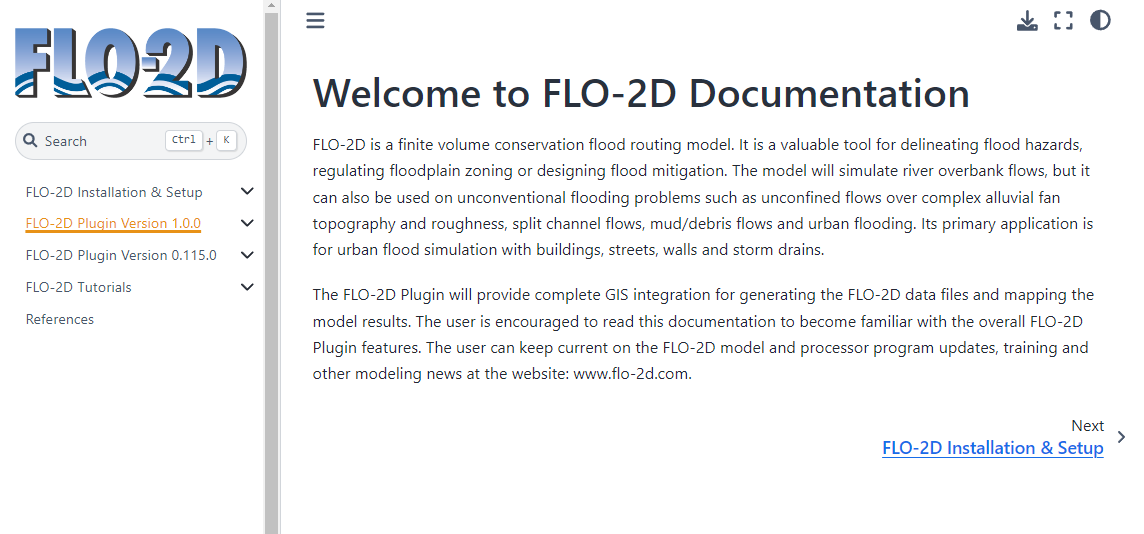 FLO-2D
Search Ctrl + K
FLO-2D Installation & Setup
FLO-2D Plugin Version 1.0.0
FLO-2D Plugin Version 0.115.0
FLO-2D Tutorials
References
Welcome to FLO-2D Documentation
FLO-2D is a finite volume conservation flood routing model. It is a valuable tool for delineating flood hazards,
regulating floodplain zoning or designing flood mitigation. The model will simulate river overbank flows, but it
can also be used on unconventional flooding problems such as unconfined flows over complex alluvial fan
topography and roughness, split channel flows, mud/debris flows and urban flooding. Its primary application is
for urban flood simulation with buildings, streets, walls and storm drains.
The FLO-2D Plugin will provide complete GIS integration for generating the FLO-2D data files and mapping the
model results. The user is encouraged to read this documentation to become familiar with the overall FLO-2D
Plugin features. The user can keep current on the FLO-2D model and processor program updates, training and
other modeling news at the website: www.flo-2d.com.
Next
FLO-2D Installation & Setup